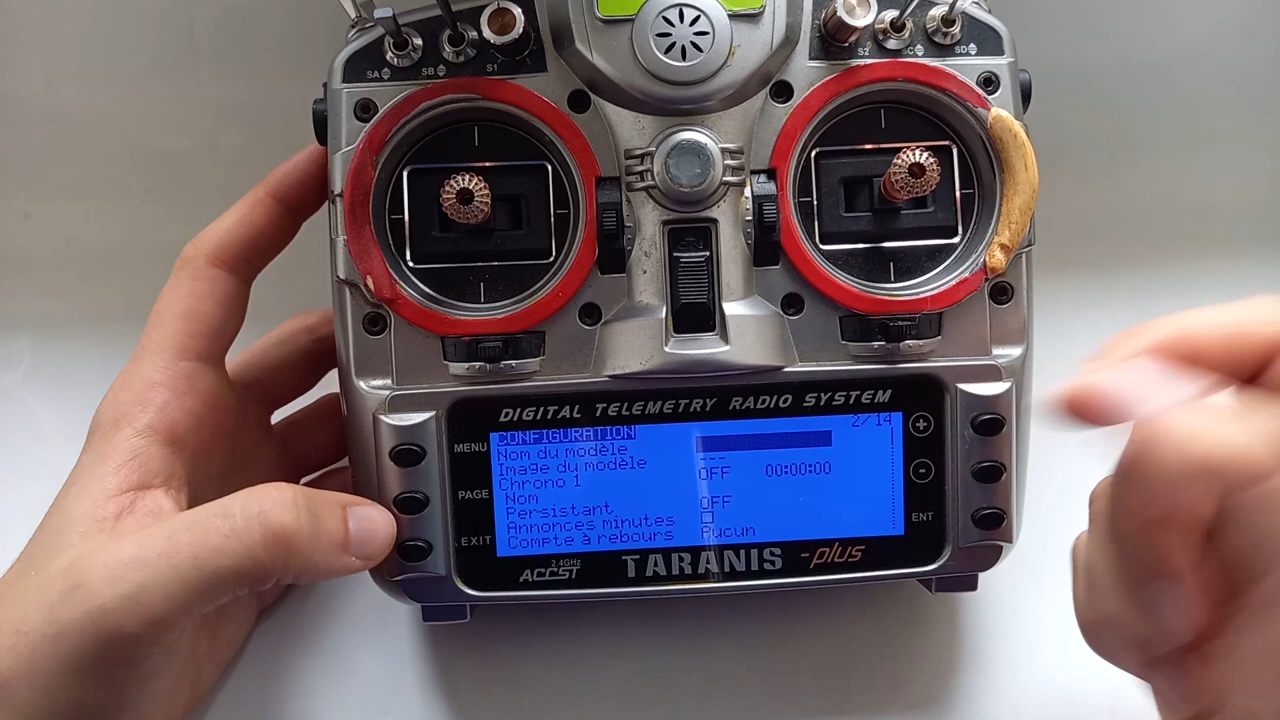 SA SB S1
S2 SC SD
DIGITAL TELEMETRY RADIO SYSTEM
MENU
PAGE
EXIT
CONFIGURATION 2/14
Nom du modèle
Image du modèle ---
Chrono 1 OFF 00:00:00
Nom
Persistant OFF
Annonces minutes
Compte à rebours Aucun
+
-
ENT
2.4GHz
ACCST
TARANIS -plus